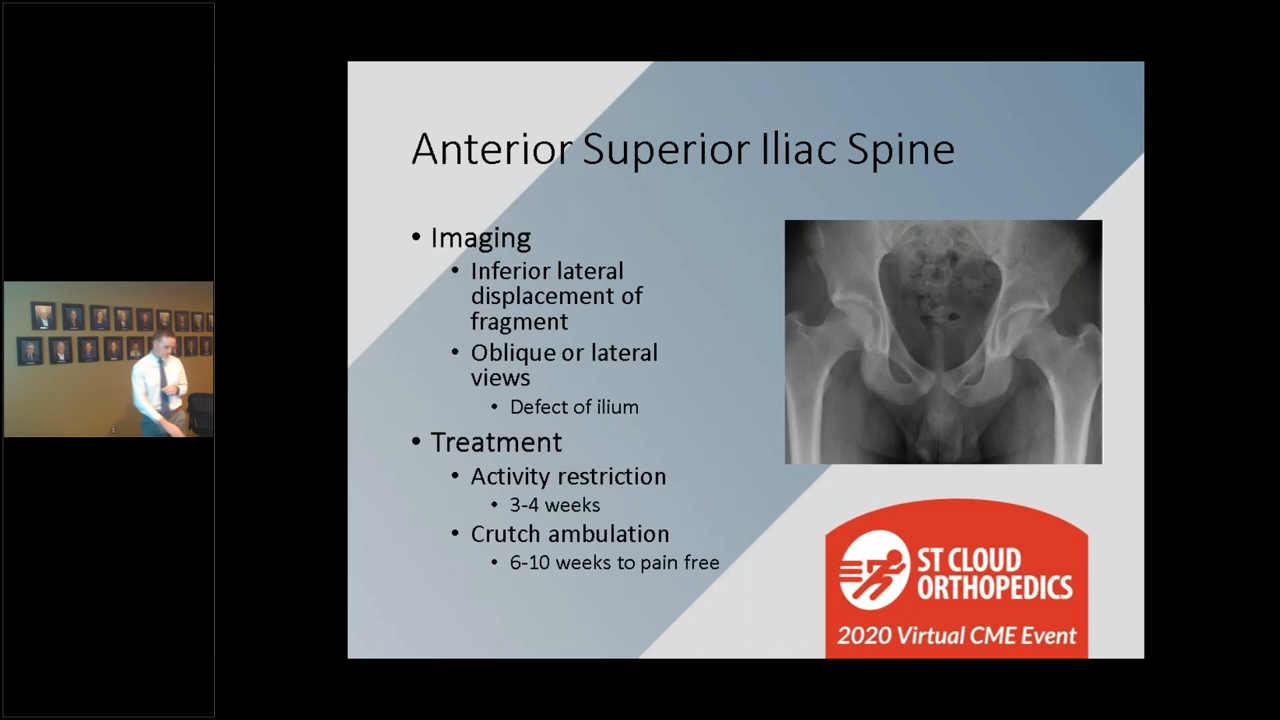 Anterior Superior Iliac Spine
• Imaging
• Inferior lateral
displacement of
fragment
• Oblique or lateral
views
• Defect of ilium
• Treatment
• Activity restriction
• 3-4 weeks
• Crutch ambulation
• 6-10 weeks to pain free
ST CLOUD
ORTHOPEDICS
2020 Virtual CME Event